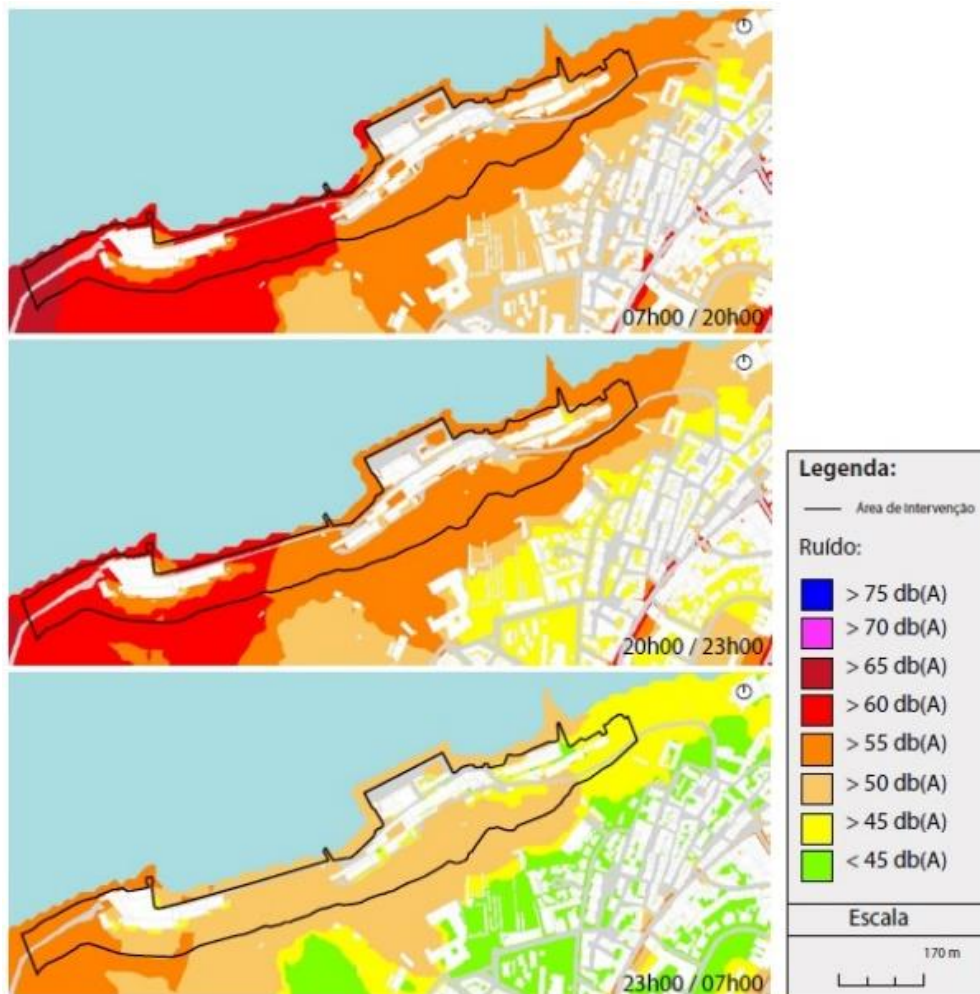 07h00 / 20h00
20h00 / 23h00
23h00 / 07h00
Legenda:
Área de Intervenção
Ruído:
> 75 db(A)
> 70 db(A)
> 65 db(A)
> 60 db(A)
> 55 db(A)
> 50 db(A)
> 45 db(A)
< 45 db(A)
Escala
170 m